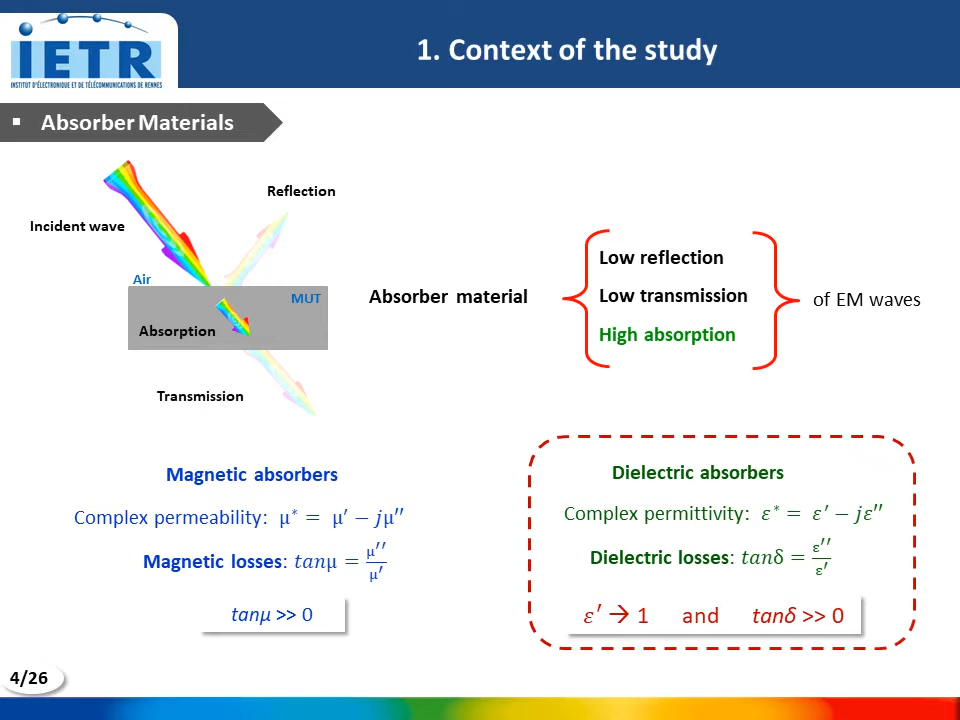 1. Context of the study
iETR
INSTITUT D'ÉLECTRONIQUE ET DE TÉLÉCOMMUNICATIONS DE RENNES
▪ Absorber Materials
Reflection
Incident wave
Air
MUT
Absorption
Transmission
Absorber material
Low reflection
Low transmission
High absorption
of EM waves
Magnetic absorbers
Complex permeability: μ* = μ′ − jμ′′
Magnetic losses: tanμ = μ′′/μ′
tanμ >> 0
Dielectric absorbers
Complex permittivity: ε* = ε′ − jε′′
Dielectric losses: tanδ = ε′′/ε′
ε′ → 1 and tanδ >> 0
4/26